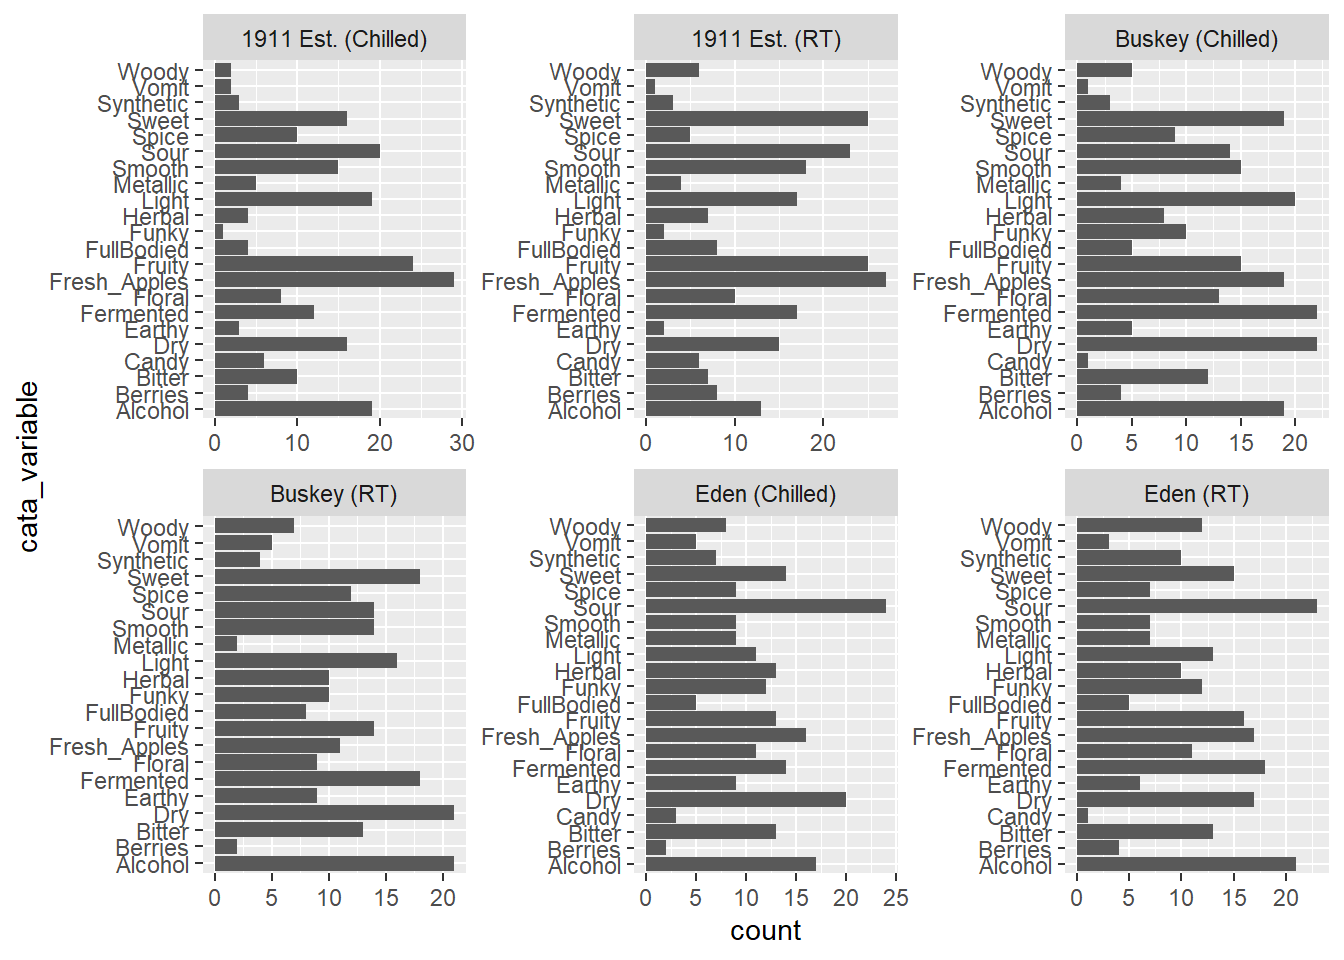 1911 Est. (Chilled)
Woody
Vomit
Synthetic
Sweet
Spice
Sour
Smooth
Metallic
Light
Herbal
Funky
FullBodied
Fruity
Fresh_Apples
Floral
Fermented
Earthy
Dry
Candy
Bitter
Berries
Alcohol
0 10 20 30
1911 Est. (RT)
Woody
Vomit
Synthetic
Sweet
Spice
Sour
Smooth
Metallic
Light
Herbal
Funky
FullBodied
Fruity
Fresh_Apples
Floral
Fermented
Earthy
Dry
Candy
Bitter
Berries
Alcohol
0 10 20
Buskey (Chilled)
Woody
Vomit
Synthetic
Sweet
Spice
Sour
Smooth
Metallic
Light
Herbal
Funky
FullBodied
Fruity
Fresh_Apples
Floral
Fermented
Earthy
Dry
Candy
Bitter
Berries
Alcohol
0 5 10 15 20
Buskey (RT)
Woody
Vomit
Synthetic
Sweet
Spice
Sour
Smooth
Metallic
Light
Herbal
Funky
FullBodied
Fruity
Fresh_Apples
Floral
Fermented
Earthy
Dry
Bitter
Berries
Alcohol
0 5 10 15 20
Eden (Chilled)
Woody
Vomit
Synthetic
Sweet
Spice
Sour
Smooth
Metallic
Light
Herbal
Funky
FullBodied
Fruity
Fresh_Apples
Floral
Fermented
Earthy
Dry
Candy
Bitter
Berries
Alcohol
0 5 10 15 20 25
Eden (RT)
Woody
Vomit
Synthetic
Sweet
Spice
Sour
Smooth
Metallic
Light
Herbal
Funky
FullBodied
Fruity
Fresh_Apples
Floral
Fermented
Earthy
Dry
Candy
Bitter
Berries
Alcohol
0 5 10 15 20
cata_variable
count